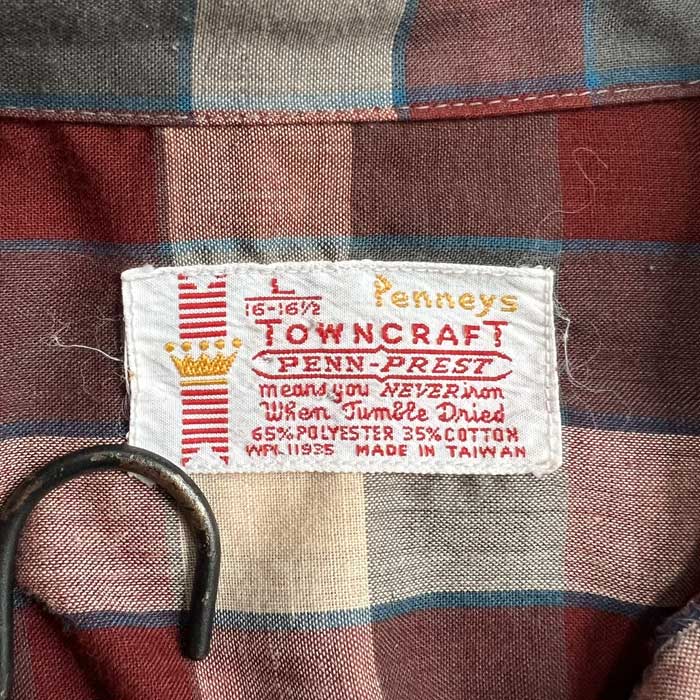 L
16-16½
Penneys
TOWNCRAFT
PENN-PREST
means you NEVER iron
When Tumble Dried
65% POLYESTER 35% COTTON
WPL 11935 MADE IN TAIWAN